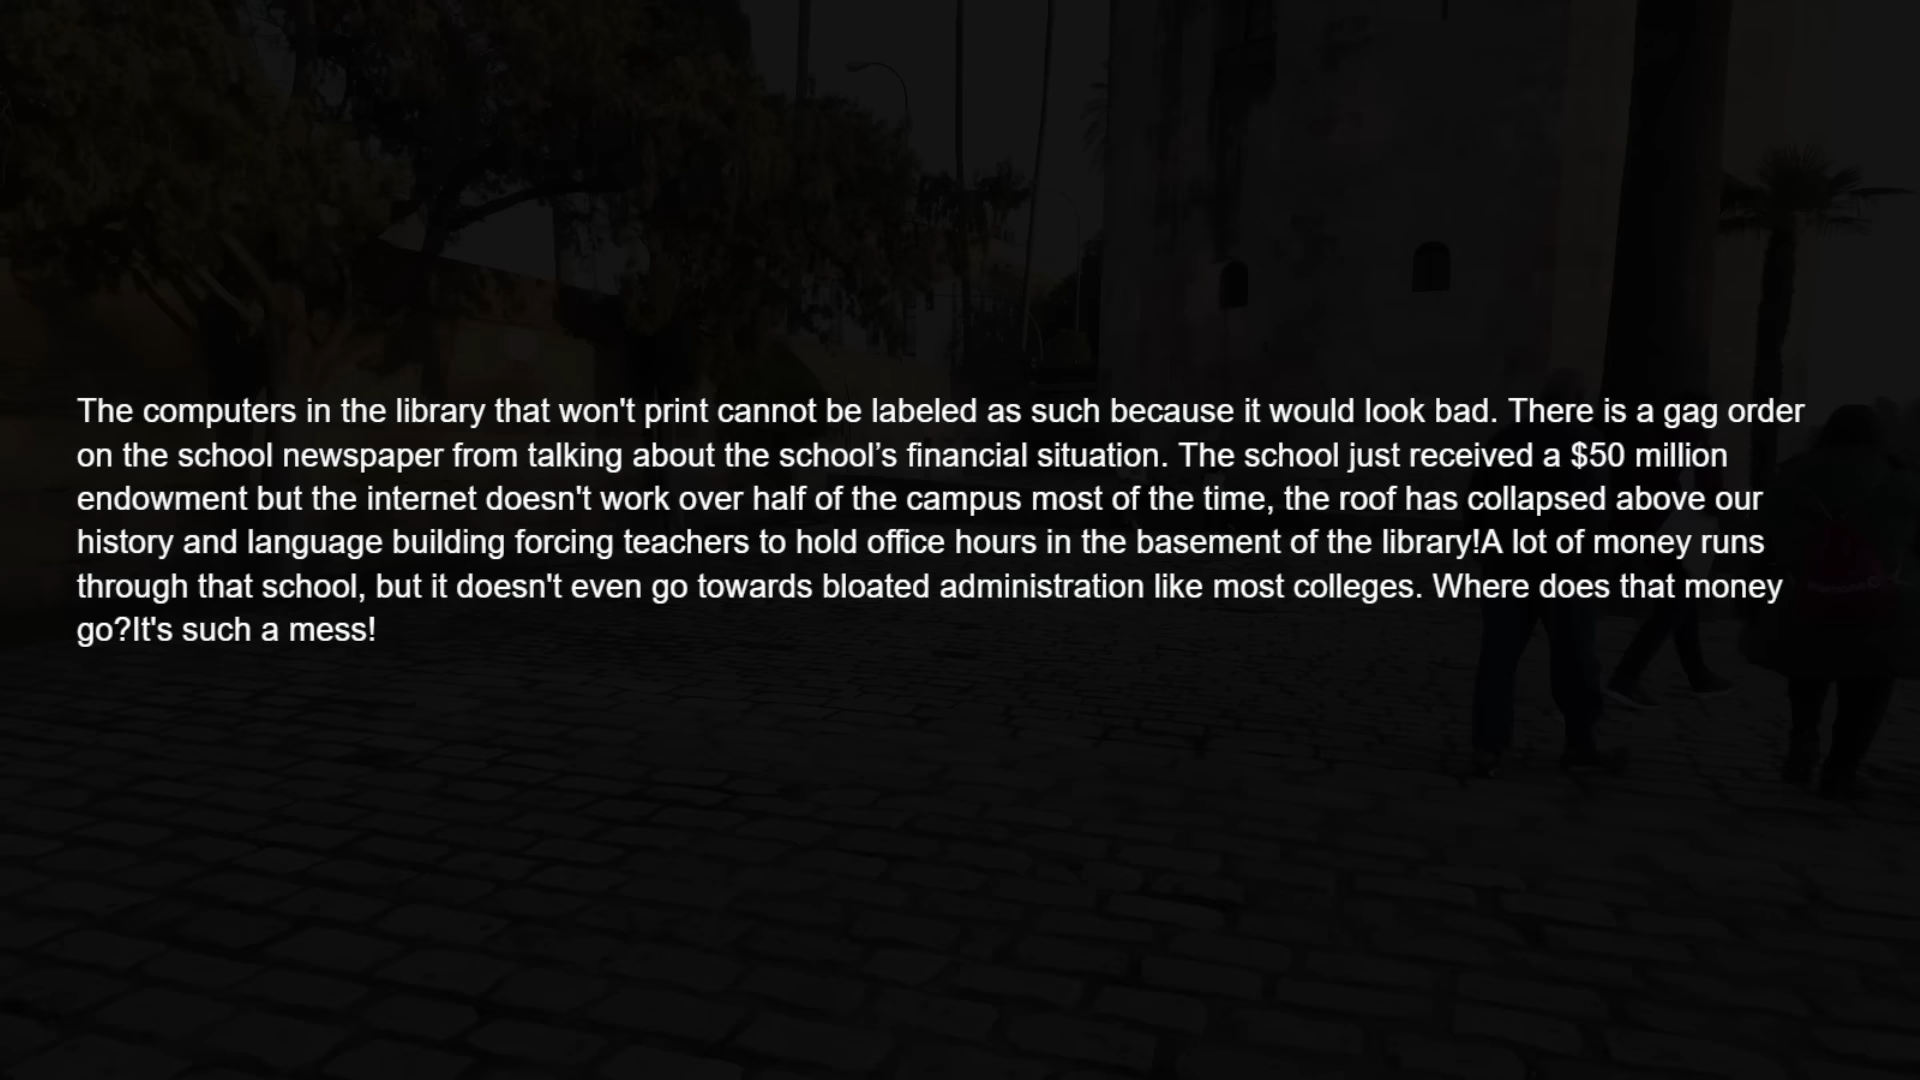 The computers in the library that won't print cannot be labeled as such because it would look bad. There is a gag order
on the school newspaper from talking about the school’s financial situation. The school just received a $50 million
endowment but the internet doesn't work over half of the campus most of the time, the roof has collapsed above our
history and language building forcing teachers to hold office hours in the basement of the library!A lot of money runs
through that school, but it doesn't even go towards bloated administration like most colleges. Where does that money
go?It's such a mess!